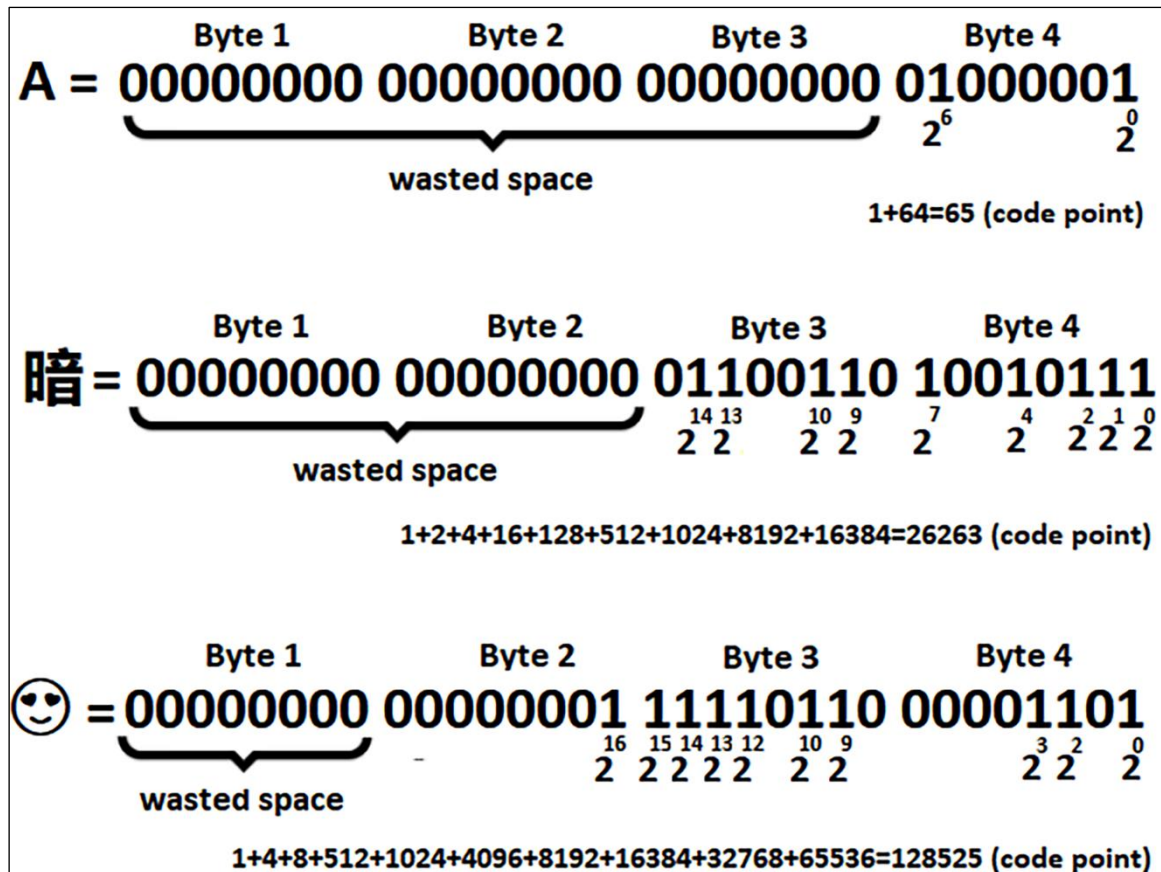 Byte 1 Byte 2 Byte 3 Byte 4
A = 00000000 00000000 00000000 01000001
2^6 2^0
wasted space
1+64=65 (code point)
Byte 1 Byte 2 Byte 3 Byte 4
暗 = 00000000 00000000 01100110 10010111
2^14 2^13 2^10 2^9 2^7 2^4 2^2 2^1 2^0
wasted space
1+2+4+16+128+512+1024+8192+16384=26263 (code point)
Byte 1 Byte 2 Byte 3 Byte 4
😍 = 00000000 00000001 11110110 00001101
2^16 2^15 2^14 2^13 2^12 2^10 2^9 2^3 2^2 2^0
wasted space
1+4+8+512+1024+4096+8192+16384+32768+65536=128525 (code point)